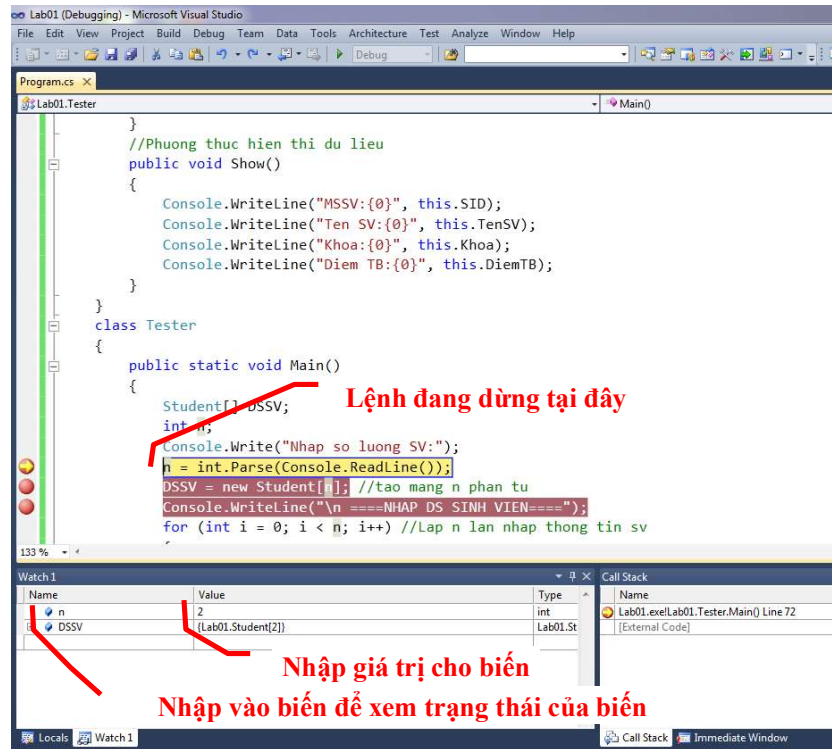 Lab01 (Debugging) - Microsoft Visual Studio
File Edit View Project Build Debug Team Data Tools Architecture Test Analyze Window Help
Debug
Program.cs X
Lab01.Tester
Main()
}
//Phuong thuc hien thi du lieu
public void Show()
{
Console.WriteLine("MSSV:{0}", this.SID);
Console.WriteLine("Ten SV:{0}", this.TenSV);
Console.WriteLine("Khoa:{0}", this.Khoa);
Console.WriteLine("Diem TB:{0}", this.DiemTB);
}
}
class Tester
{
public static void Main()
{
Lệnh đang dừng tại đây
Student[] DSSV;
int n;
Console.Write("Nhap so luong SV:");
n = int.Parse(Console.ReadLine());
DSSV = new Student[n]; //tao mang n phan tu
Console.WriteLine("\n ====NHAP DS SINH VIEN====");
for (int i = 0; i < n; i++) //Lap n lan nhap thong tin sv
133 %
Watch 1
Name Value Type
n 2 int
DSSV {Lab01.Student[2]} Lab01.St
Call Stack
Name
Lab01.exe!Lab01.Tester.Main() Line 72
[External Code]
Nhập giá trị cho biến
Nhập vào biến để xem trạng thái của biến
Locals Watch 1
Call Stack Immediate Window